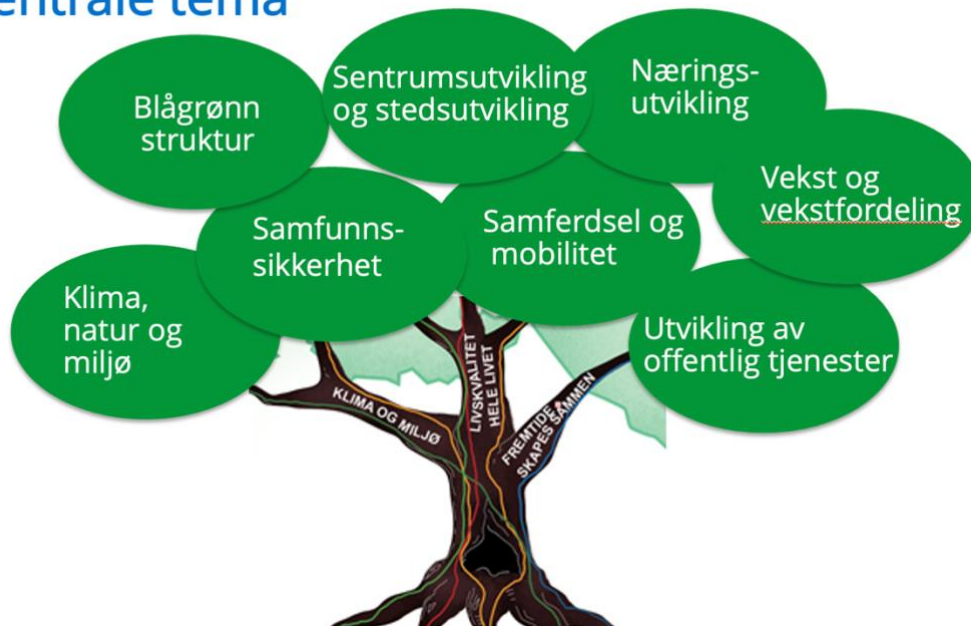 entrale tema
Blågrønn
struktur
Sentrumsutvikling
og stedsutvikling
Nærings-
utvikling
Vekst og
vekstfordeling
Samfunns-
sikkerhet
Samferdsel og
mobilitet
Klima,
natur og
miljø
Utvikling av
offentlig tjenester
KLIMA OG MILJØ
LIVSKVALITET
HELE LIVET
FREMTIDE
SKAPES SAMMEN